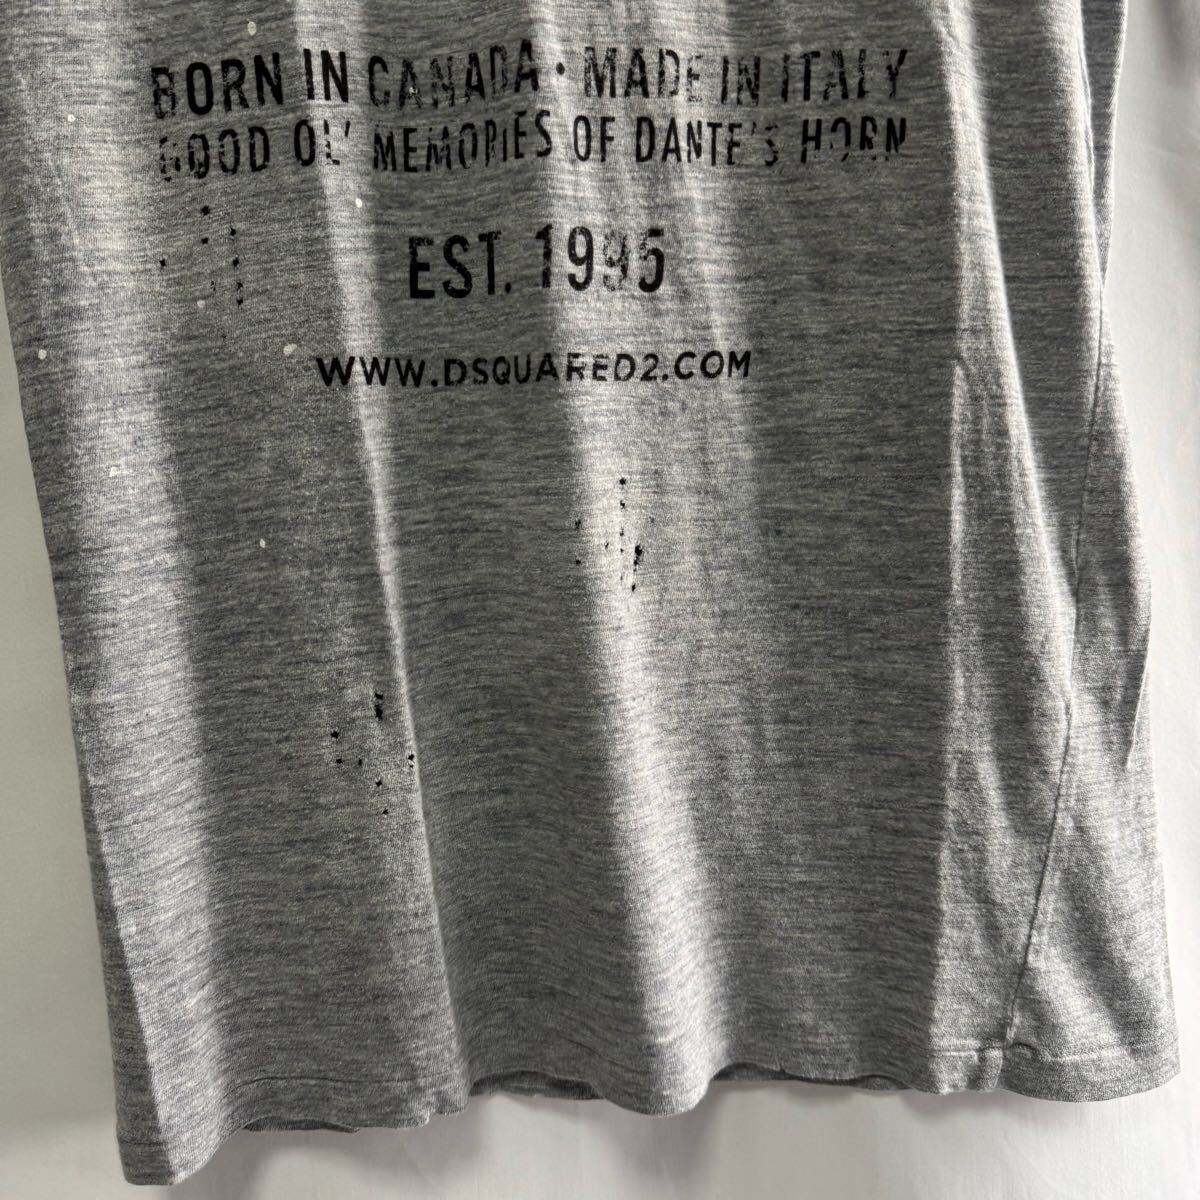 BORN IN CANADA · MADE IN ITALY
GOOD OL' MEMORIES OF DANTE'S HORN
EST. 1995
WWW.DSQUARED2.COM